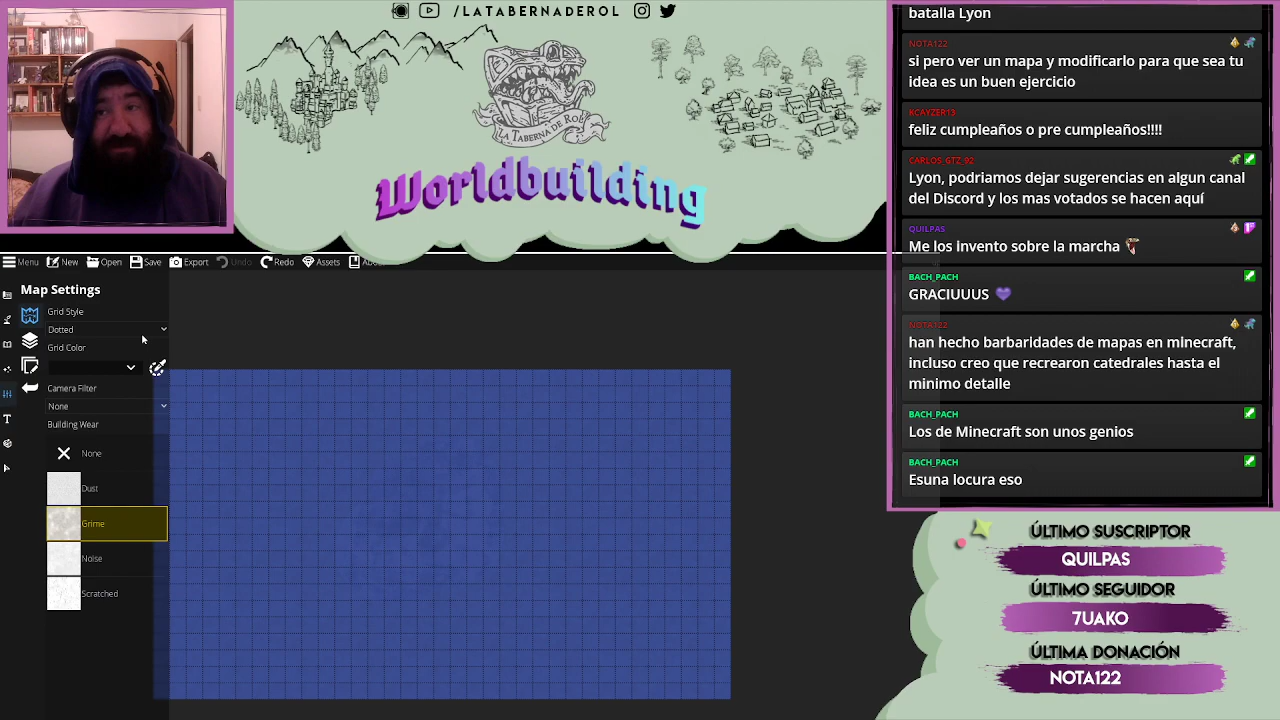 /LATABERNADEROL
LA TABERNA DE ROL
Worldbuilding
Menu New Open Save Export Undo Redo Assets
Map Settings
Grid Style
Dotted
Grid Color
Camera Filter
None
Building Wear
None
Dust
Grime
Noise
Scratched
batalla Lyon
NOTA122
si pero ver un mapa y modificarlo para que sea tu
idea es un buen ejercicio
KCAYZER13
feliz cumpleaños o pre cumpleaños!!!!
CARLOS_GTZ_92
Lyon, podriamos dejar sugerencias en algun canal
del Discord y los mas votados se hacen aquí
QUILPAS
Me los invento sobre la marcha
BACH_PACH
GRACIUUUS 💜
NOTA122
han hecho barbaridades de mapas en minecraft,
incluso creo que recrearon catedrales hasta el
minimo detalle
BACH_PACH
Los de Minecraft son unos genios
BACH_PACH
Esuna locura eso
ÚLTIMO SUSCRIPTOR
QUILPAS
ÚLTIMO SEGUIDOR
7UAKO
ÚLTIMA DONACIÓN
NOTA122